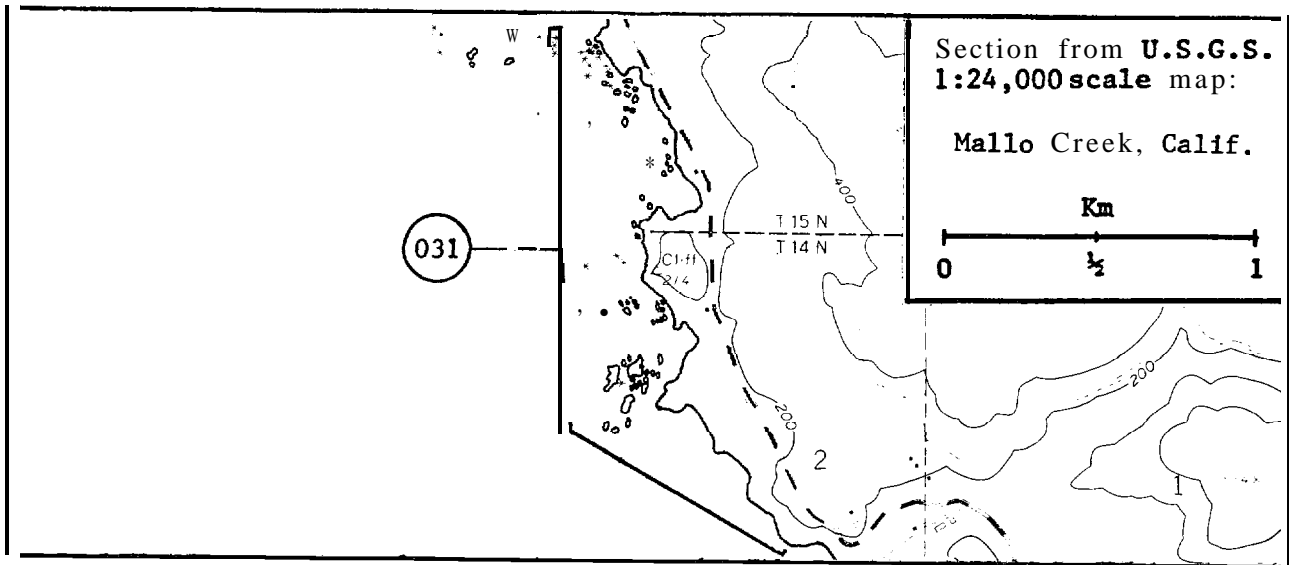 W
Section from U.S.G.S.
1:24,000 scale map:
Mallo Creek, Calif.
Km
0 ½ 1
400
T 15 N
T 14 N
031
200
200
2
1